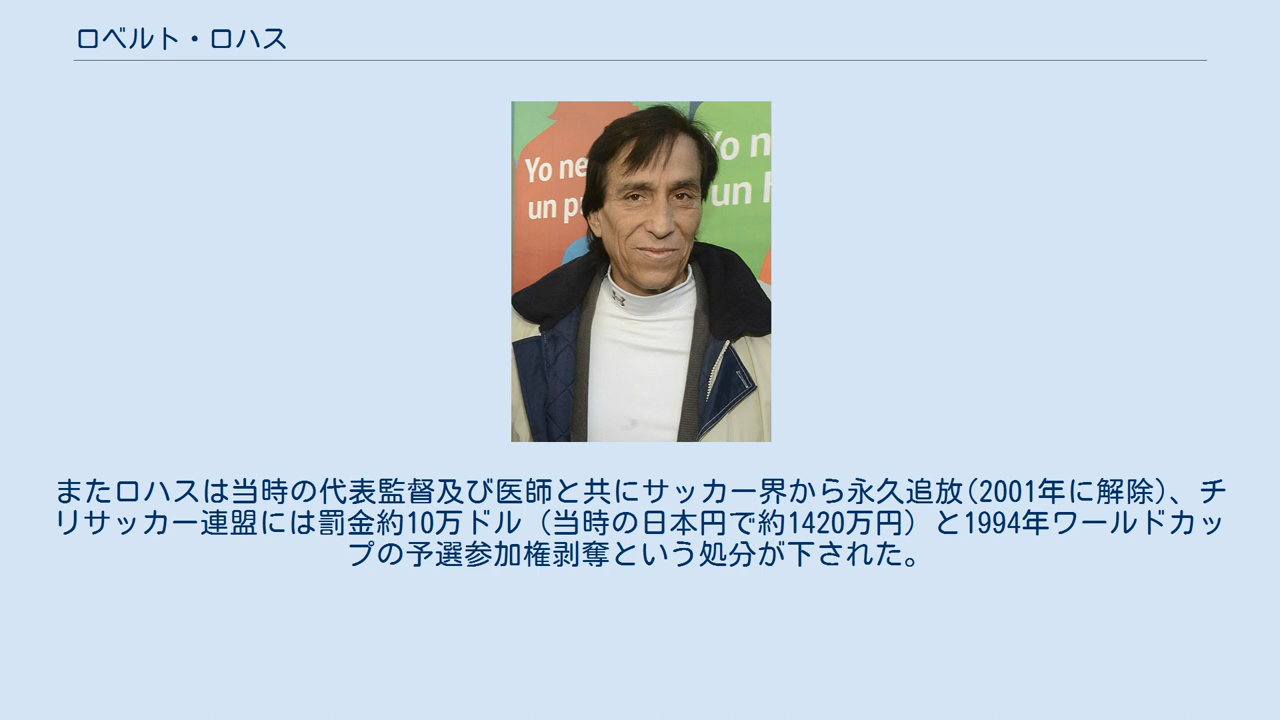 ロベルト・ロハス
Yo ne
un p
Yo n
un h
またロハスは当時の代表監督及び医師と共にサッカー界から永久追放(2001年に解除)、チ
リサッカー連盟には罰金約10万ドル（当時の日本円で約1420万円）と1994年ワールドカッ
プの予選参加権剥奪という処分が下された。